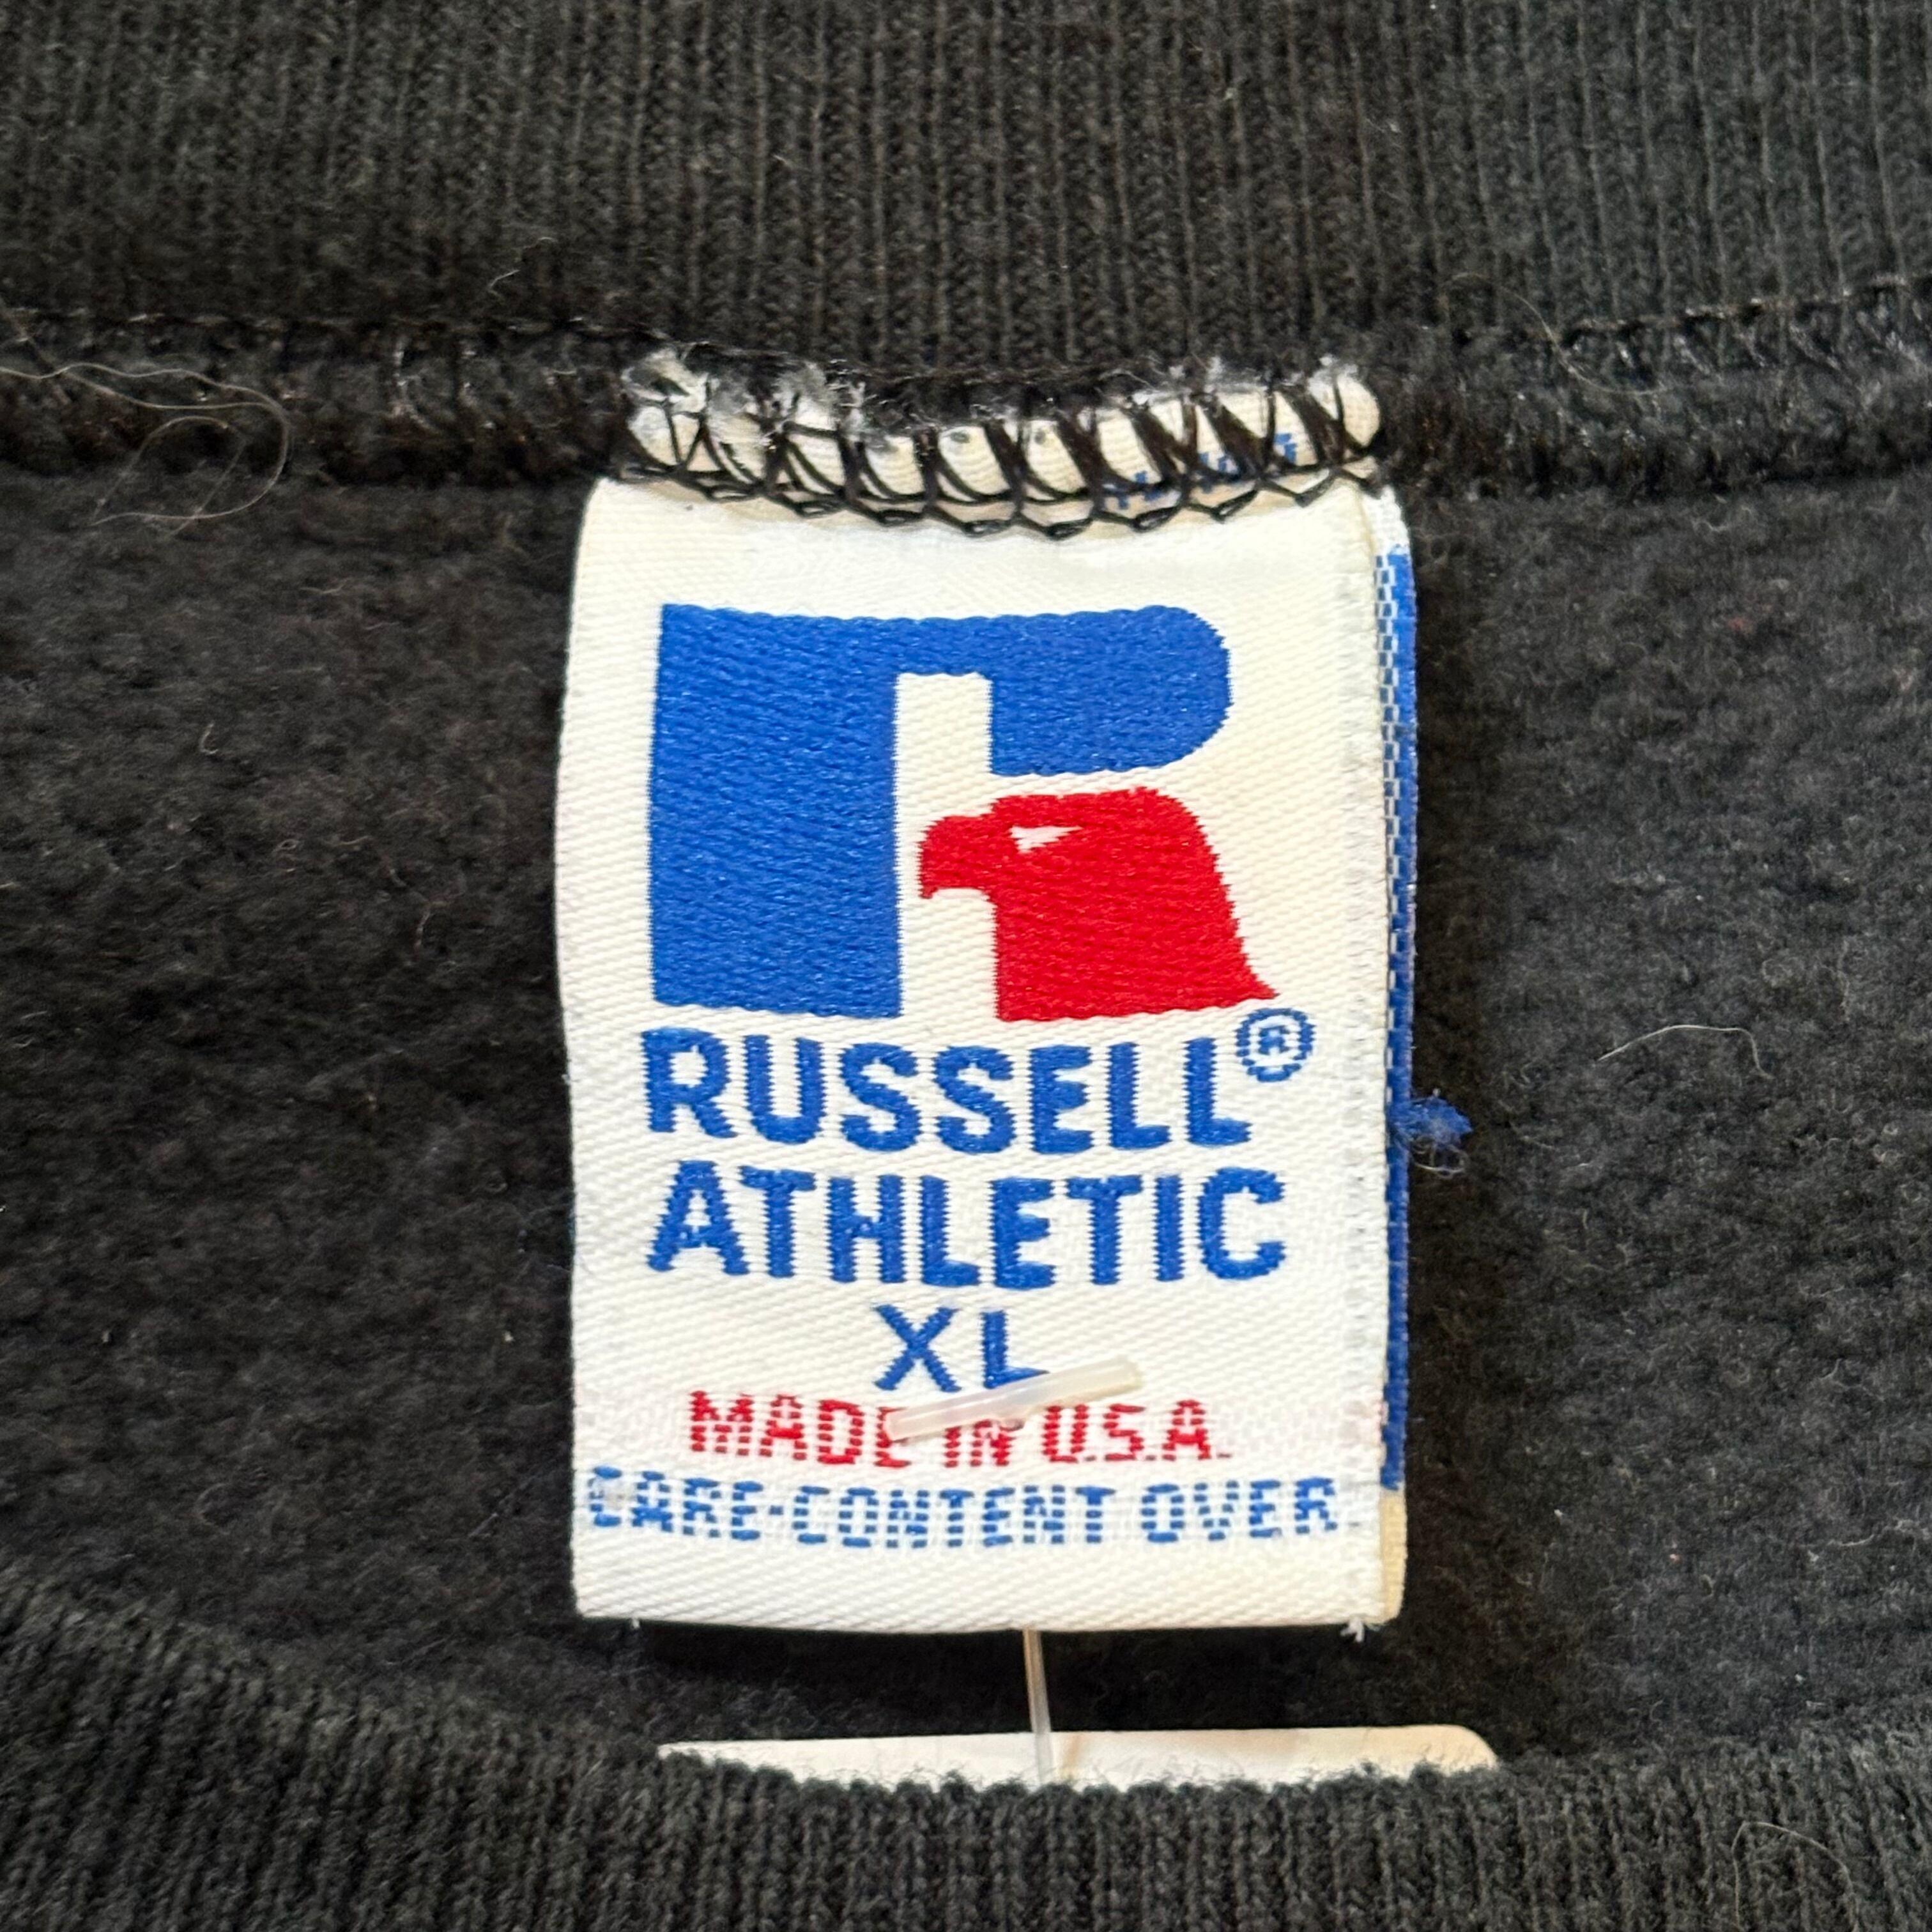 RUSSELL®
ATHLETIC
XL
MADE IN U.S.A.
CARE-CONTENT OVER